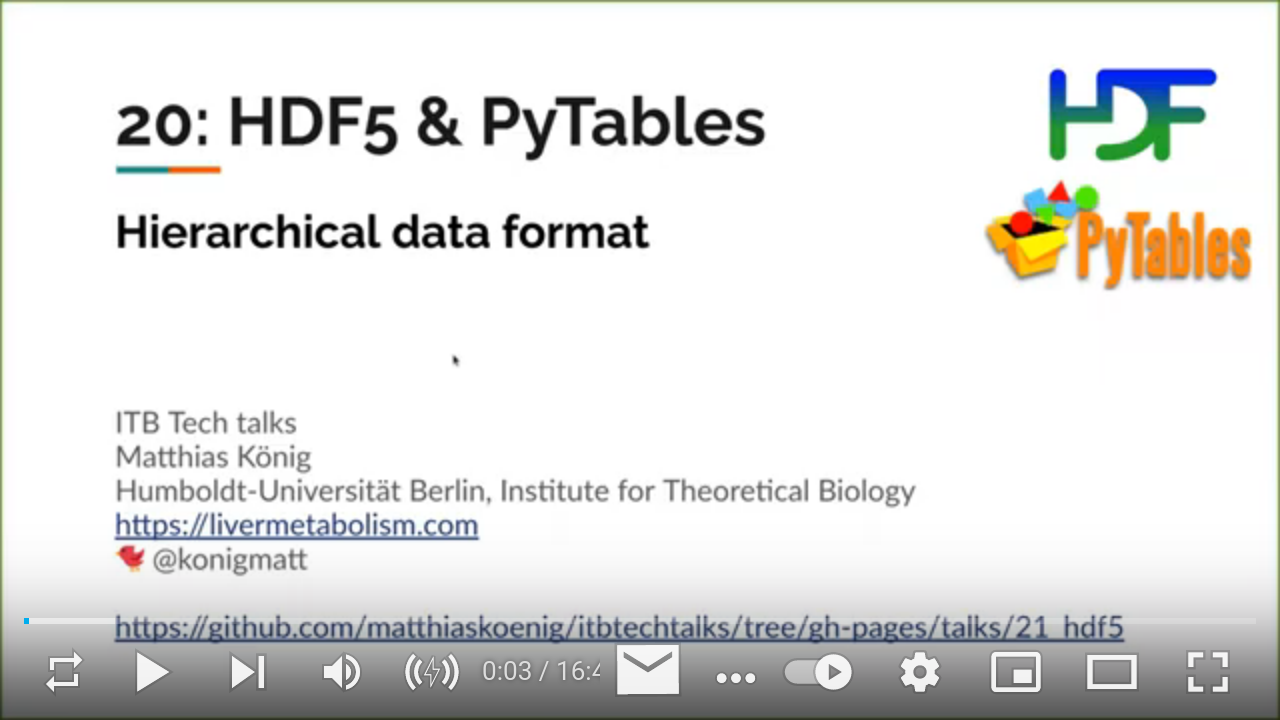 20: HDF5 & PyTables
HDF
Hierarchical data format
PyTables
ITB Tech talks
Matthias König
Humboldt-Universität Berlin, Institute for Theoretical Biology
https://livermetabolism.com
@konigmatt
https://github.com/matthiaskoenig/itbtechtalks/tree/gh-pages/talks/21_hdf5
0:03 / 16:4